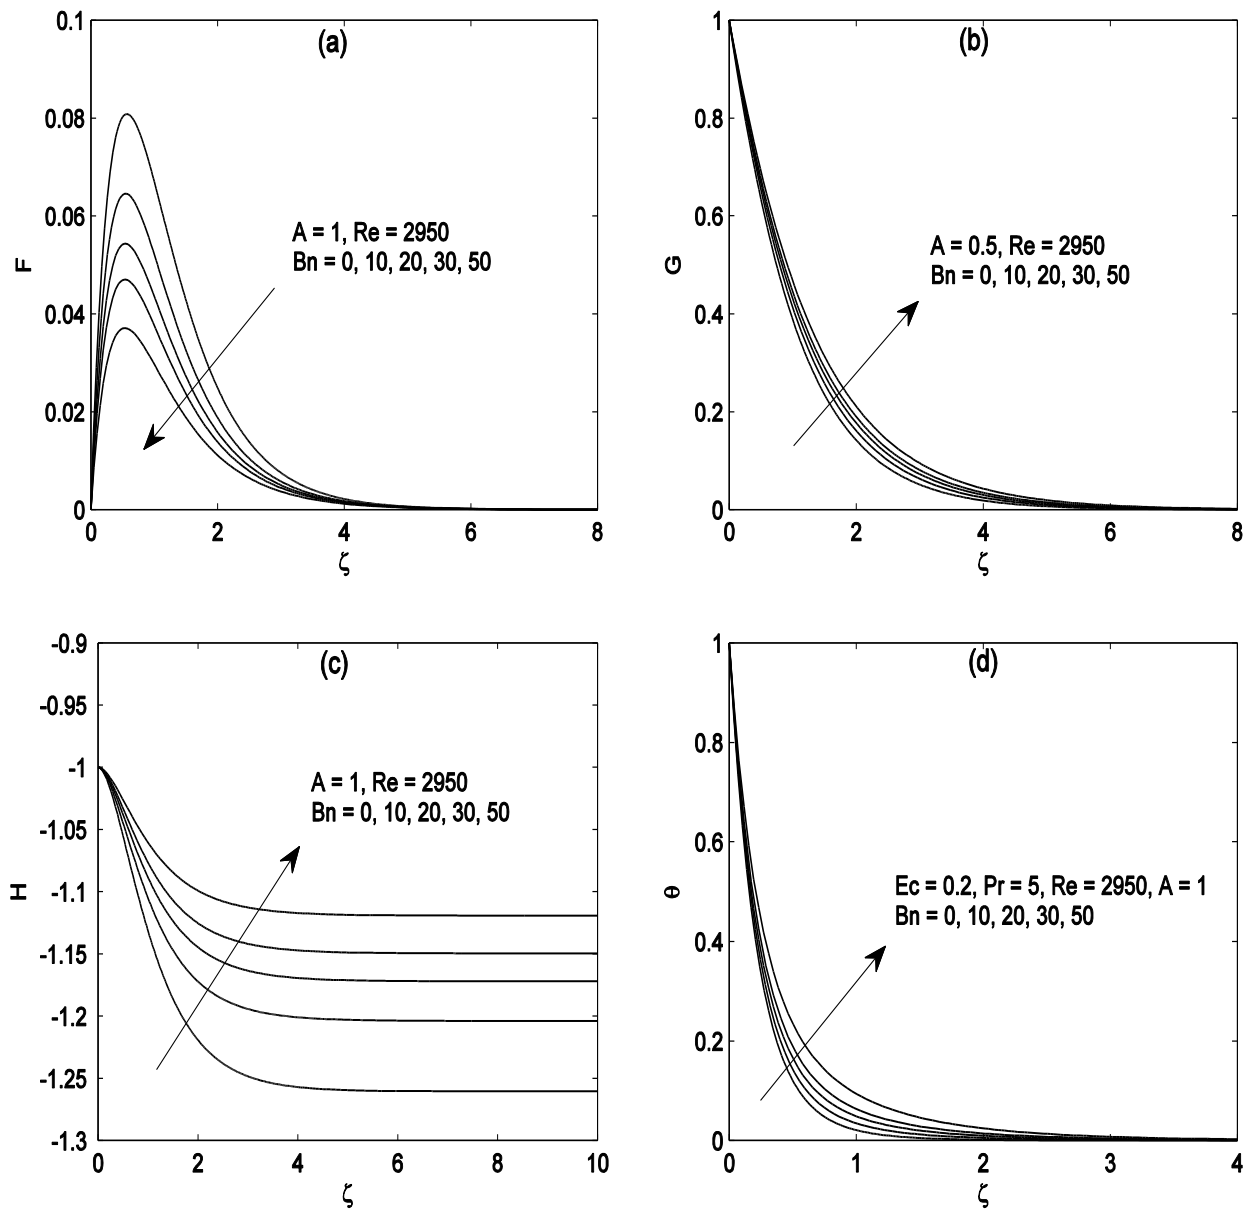 (a)
0.1
0.08
0.06
0.04
0.02
0
F
A = 1, Re = 2950
Bn = 0, 10, 20, 30, 50
0 2 4 6 8
ζ
(b)
1
0.8
0.6
0.4
0.2
0
G
A = 0.5, Re = 2950
Bn = 0, 10, 20, 30, 50
0 2 4 6 8
ζ
(c)
-0.9
-0.95
-1
-1.05
-1.1
-1.15
-1.2
-1.25
-1.3
H
A = 1, Re = 2950
Bn = 0, 10, 20, 30, 50
0 2 4 6 8 10
ζ
(d)
1
0.8
0.6
0.4
0.2
0
θ
Ec = 0.2, Pr = 5, Re = 2950, A = 1
Bn = 0, 10, 20, 30, 50
0 1 2 3 4
ζ